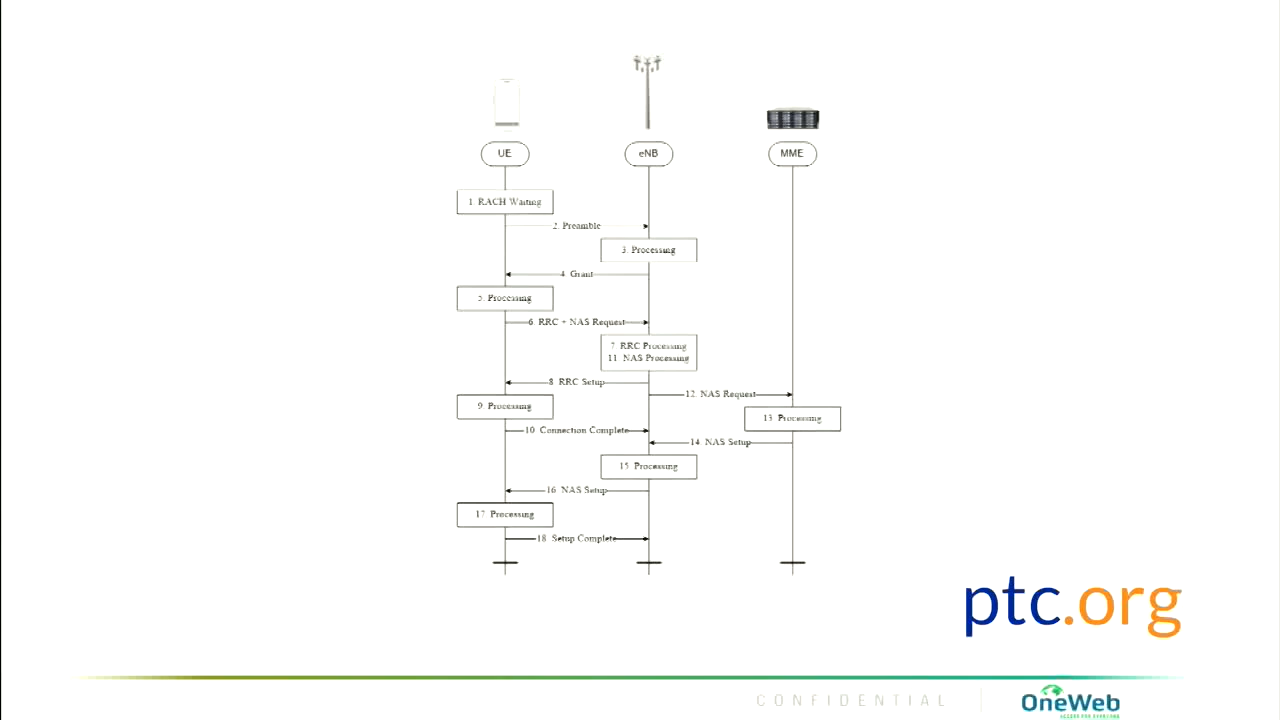 UE
eNB
MME
1. RACH Waiting
2. Preamble
3. Processing
4. Grant
5. Processing
6. RRC + NAS Request
7. RRC Processing
11. NAS Processing
8. RRC Setup
12. NAS Request
9. Processing
13. Processing
10. Connection Complete
14. NAS Setup
15. Processing
16. NAS Setup
17. Processing
18. Setup Complete
ptc.org
CONFIDENTIAL
OneWeb